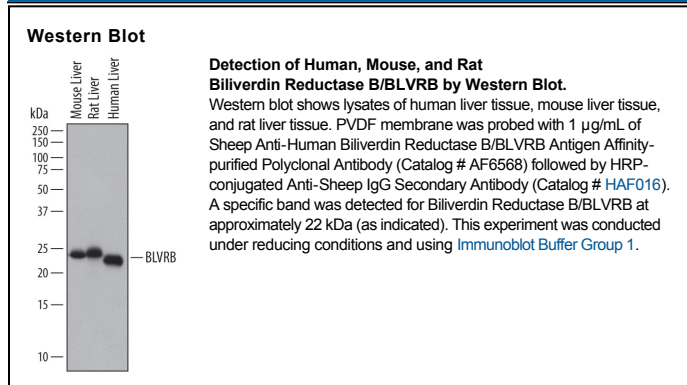 Western Blot
Mouse Liver
Rat Liver
Human Liver
kDa
250
150
100
75
50
37
25
20
15
10
BLVRB
Detection of Human, Mouse, and Rat
Biliverdin Reductase B/BLVRB by Western Blot.
Western blot shows lysates of human liver tissue, mouse liver tissue,
and rat liver tissue. PVDF membrane was probed with 1 µg/mL of
Sheep Anti-Human Biliverdin Reductase B/BLVRB Antigen Affinity-
purified Polyclonal Antibody (Catalog # AF6568) followed by HRP-
conjugated Anti-Sheep IgG Secondary Antibody (Catalog # HAF016).
A specific band was detected for Biliverdin Reductase B/BLVRB at
approximately 22 kDa (as indicated). This experiment was conducted
under reducing conditions and using Immunoblot Buffer Group 1.